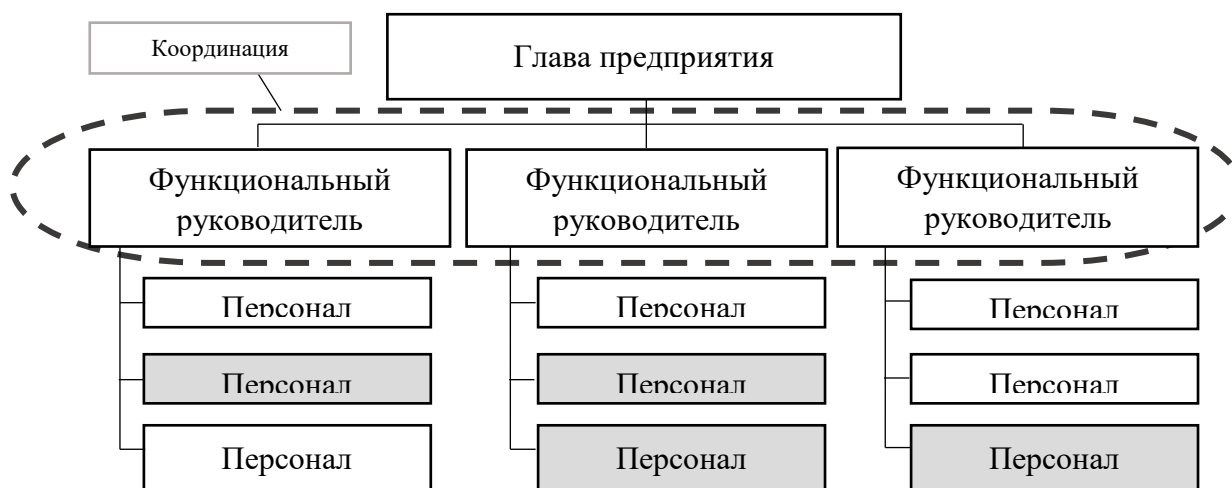 Координация
Глава предприятия
Функциональный
руководитель
Функциональный
руководитель
Функциональный
руководитель
Персонал
Персонал
Персонал
Персонал
Персонал
Персонал
Персонал
Персонал
Персонал